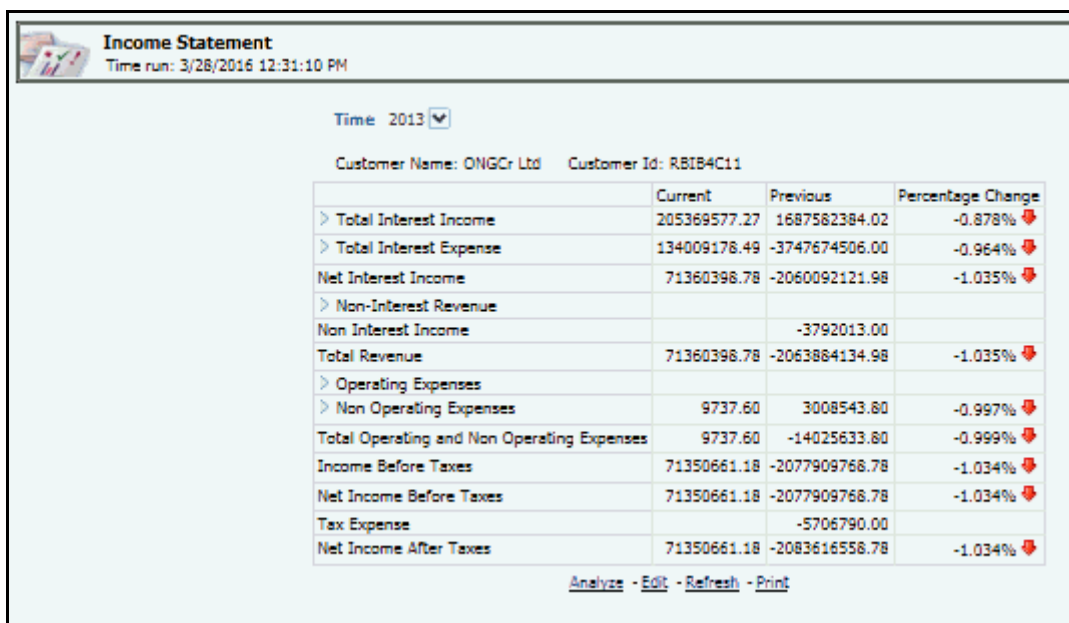 Income Statement
Time run: 3/28/2016 12:31:10 PM
Time 2013
Customer Name: ONGCr Ltd Customer Id: RBIB4C11
Current Previous Percentage Change
> Total Interest Income 205369577.27 1687582384.02 -0.878%
> Total Interest Expense 134009178.49 -3747674506.00 -0.964%
Net Interest Income 71360398.78 -2060092121.98 -1.035%
> Non-Interest Revenue
Non Interest Income -3792013.00
Total Revenue 71360398.78 -2063884134.98 -1.035%
> Operating Expenses
> Non Operating Expenses 9737.60 3008543.80 -0.997%
Total Operating and Non Operating Expenses 9737.60 -14025633.80 -0.999%
Income Before Taxes 71350661.18 -2077909768.78 -1.034%
Net Income Before Taxes 71350661.18 -2077909768.78 -1.034%
Tax Expense -5706790.00
Net Income After Taxes 71350661.18 -2083616558.78 -1.034%
Analyze - Edit - Refresh - Print